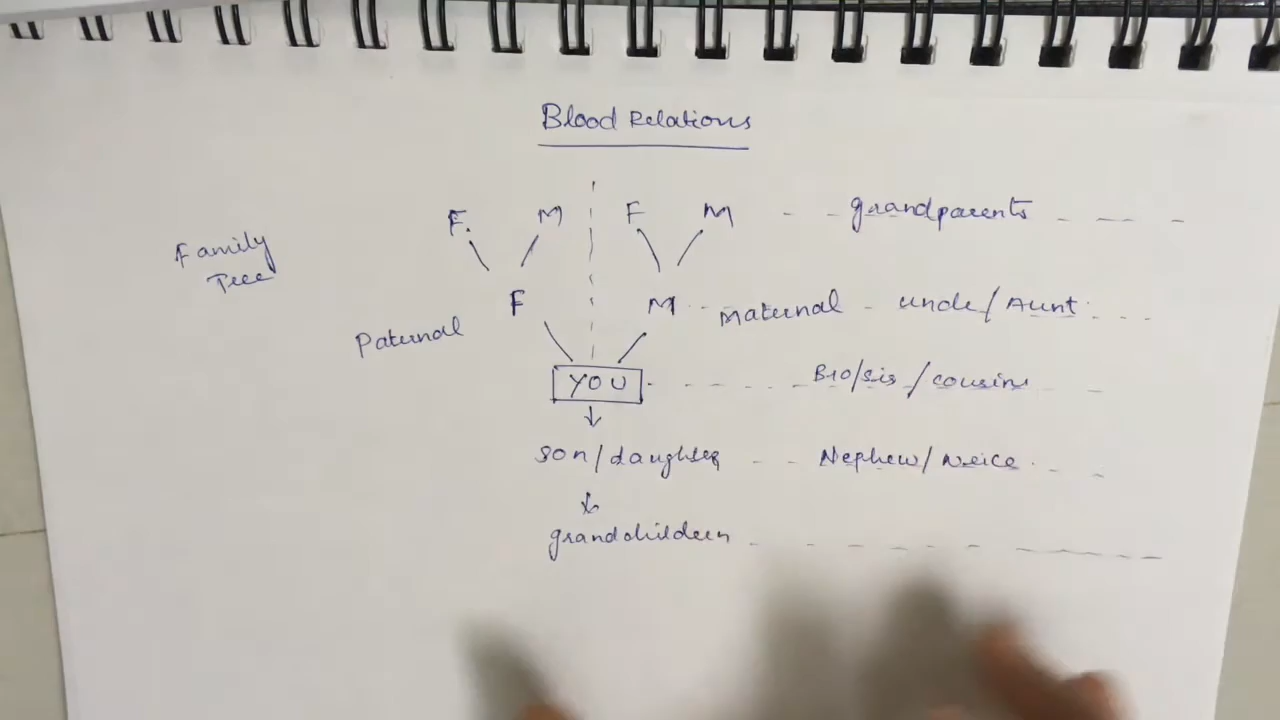 Blood Relations
F. M F M - - grandparents - - - -
Family
Tree
F M - - Maternal - uncle/Aunt - - -
Paternal
YOU - - - - - Bro/sis/cousins - -
son/daughter - - Nephew/Neice - - -
grandchildren - - - - - - - -